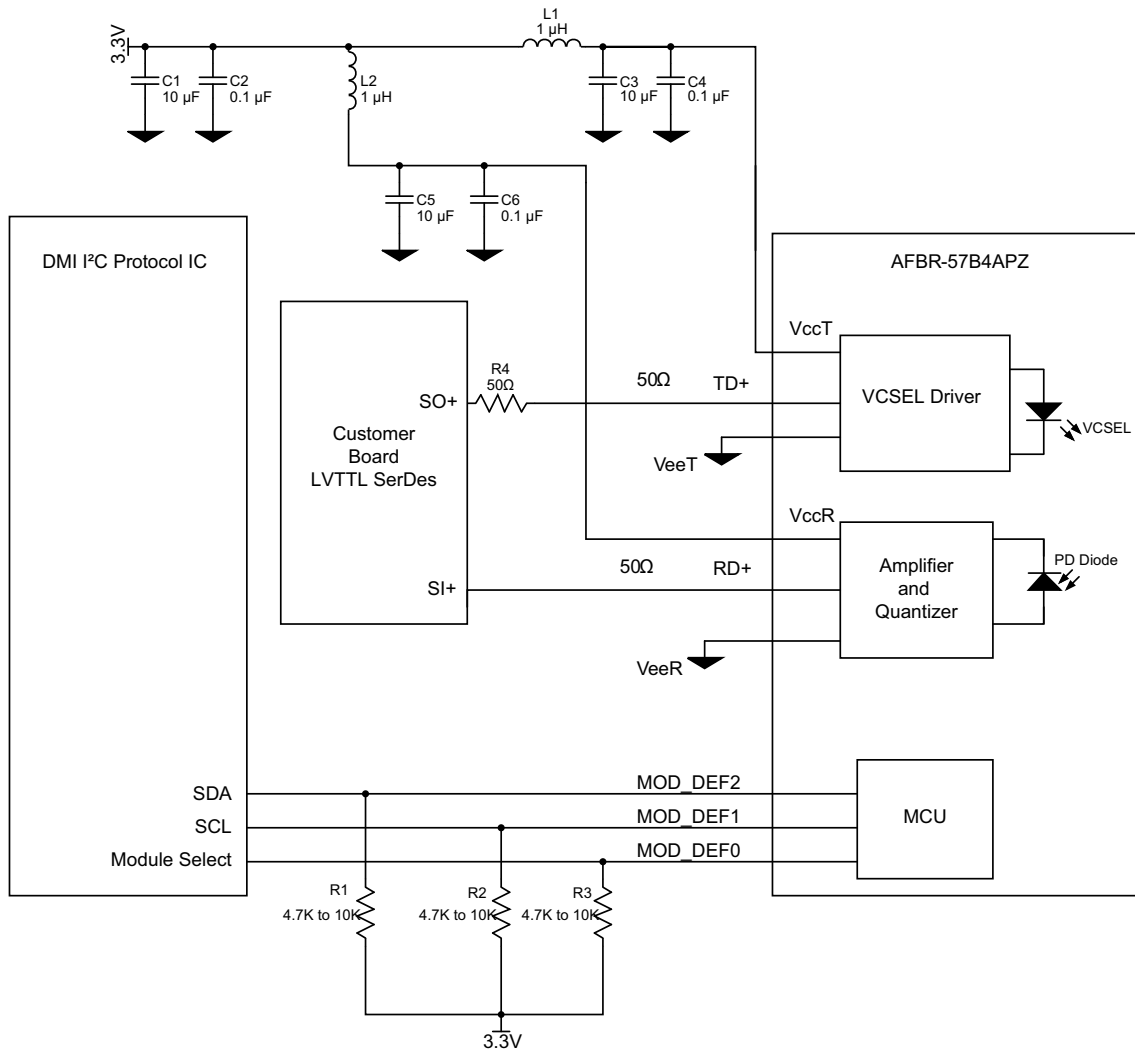 L1
1 µH
3.3V
C1
10 µF
C2
0.1 µF
L2
1 µH
C3
10 µF
C4
0.1 µF
C5
10 µF
C6
0.1 µF
DMI I²C Protocol IC
AFBR-57B4APZ
VccT
R4
50Ω
50Ω
TD+
SO+
VCSEL Driver
VCSEL
Customer
Board
LVTTL SerDes
VeeT
VccR
50Ω
RD+
SI+
Amplifier
and
Quantizer
PD Diode
VeeR
SDA
MOD_DEF2
SCL
MOD_DEF1
MCU
Module Select
MOD_DEF0
R1
4.7K to 10K
R2
4.7K to 10K
R3
4.7K to 10K
3.3V